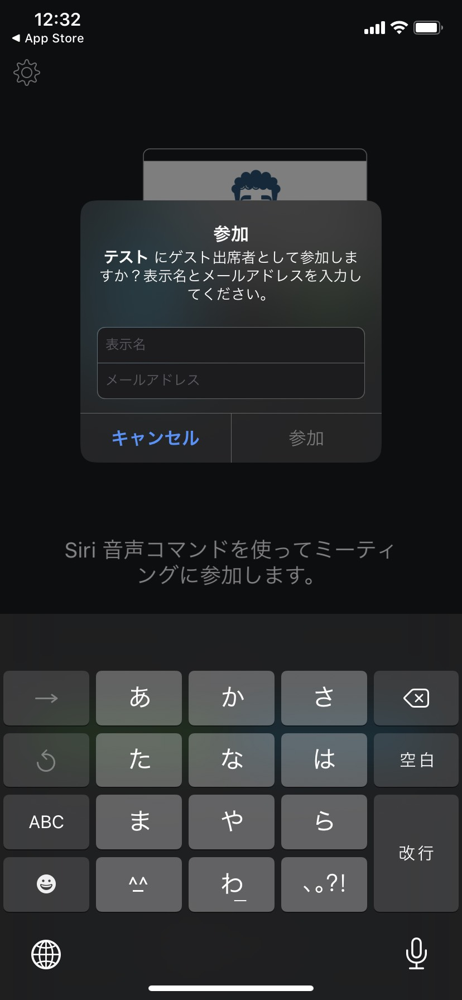 12:32
◀ App Store
参加
テスト にゲスト出席者として参加しま
すか？表示名とメールアドレスを入力し
てください。
表示名
メールアドレス
キャンセル 参加
Siri 音声コマンドを使ってミーティ
ングに参加します。
→ あ か さ
た な は 空白
ABC ま や ら
改行
^_^ わ_ 、。?!